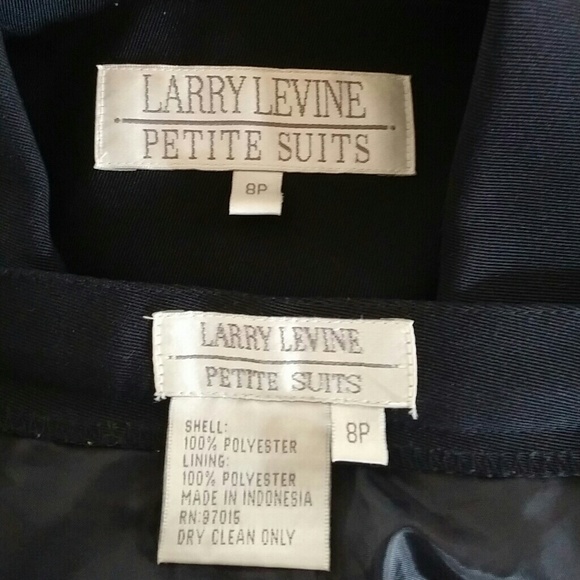 LARRY LEVINE
PETITE SUITS
8P
LARRY LEVINE
PETITE SUITS
8P
SHELL:
100% POLYESTER
LINING:
100% POLYESTER
MADE IN INDONESIA
RN:97015
DRY CLEAN ONLY